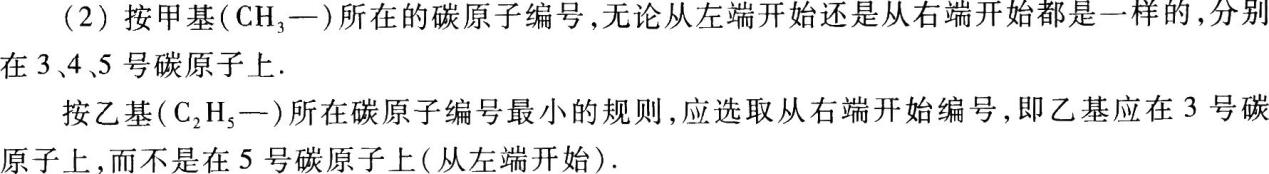 (2) 按甲基(CH₃—)所在的碳原子编号,无论从左端开始还是从右端开始都是一样的,分别
在 3、4、5 号碳原子上.
按乙基(C₂H₅—)所在碳原子编号最小的规则,应选取从右端开始编号,即乙基应在 3 号碳
原子上,而不是在 5 号碳原子上(从左端开始).